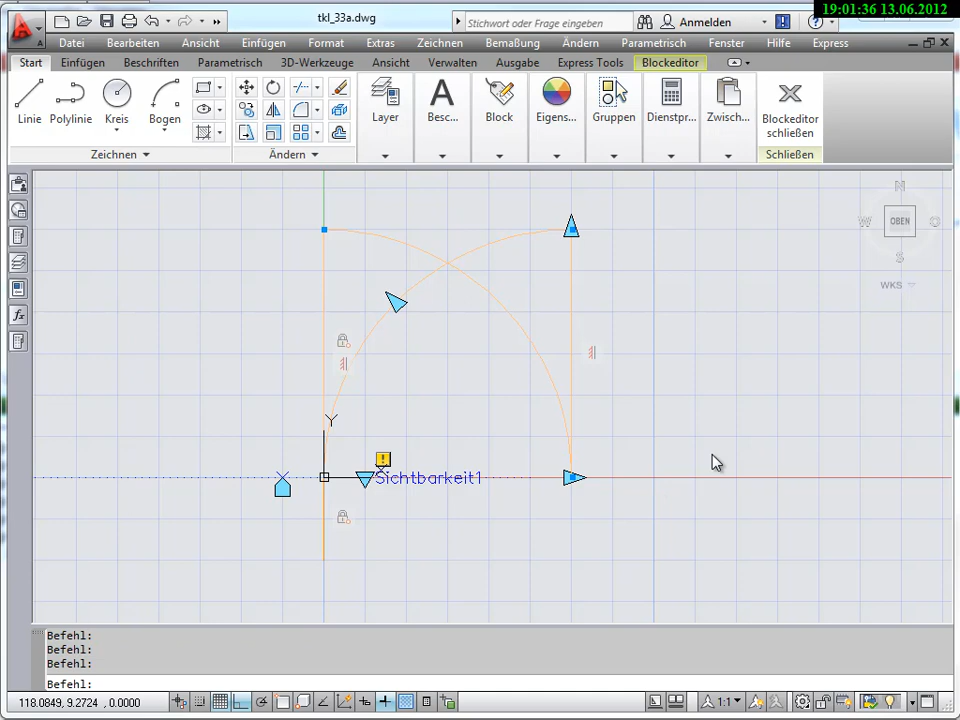 19:01:36 13.06.2012
tkl_33a.dwg
Stichwort oder Frage eingeben
Anmelden
Datei Bearbeiten Ansicht Einfügen Format Extras Zeichnen Bemaßung Ändern Parametrisch Fenster Hilfe Express
Start Einfügen Beschriften Parametrisch 3D-Werkzeuge Ansicht Verwalten Ausgabe Express Tools Blockeditor
Linie Polylinie Kreis Bogen Layer Besc... Block Eigens... Gruppen Dienstpr... Zwisch... Blockeditor
schließen
Zeichnen Ändern Schließen
N
W OBEN O
S
WKS
Y
X
Sichtbarkeit1
Befehl:
Befehl:
Befehl:
Befehl:
118.0849, 9.2724 , 0.0000
1:1